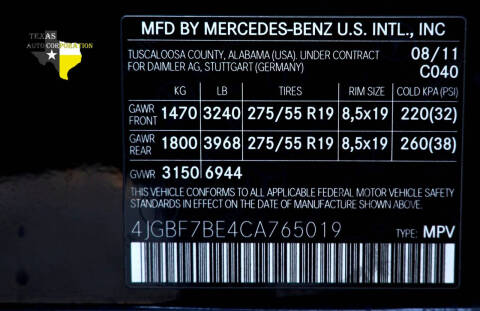 TEXAS
AUTO CORPORATION
MFD BY MERCEDES-BENZ U.S. INTL., INC
TUSCALOOSA COUNTY, ALABAMA (USA). UNDER CONTRACT 08/11
FOR DAIMLER AG, STUTTGART (GERMANY) C040
KG LB TIRES RIM SIZE COLD KPA (PSI)
GAWR FRONT 1470 3240 275/55 R19 8,5x19 220(32)
GAWR REAR 1800 3968 275/55 R19 8,5x19 260(38)
GVWR 3150 6944
THIS VEHICLE CONFORMS TO ALL APPLICABLE FEDERAL MOTOR VEHICLE SAFETY
STANDARDS IN EFFECT ON THE DATE OF MANUFACTURE SHOWN ABOVE.
4JGBF7BE4CA765019 TYPE: MPV